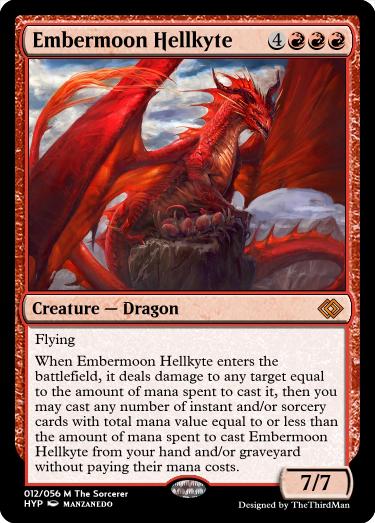 Embermoon Hellkyte 4
Creature — Dragon
Flying
When Embermoon Hellkyte enters the
battlefield, it deals damage to any target equal
to the amount of mana spent to cast it, then you
may cast any number of instant and/or sorcery
cards with total mana value equal to or less than
the amount of mana spent to cast Embermoon
Hellkyte from your hand and/or graveyard
without paying their mana costs.
7/7
012/056 M The Sorcerer
HYP MANZANEDO
Designed by TheThirdMan